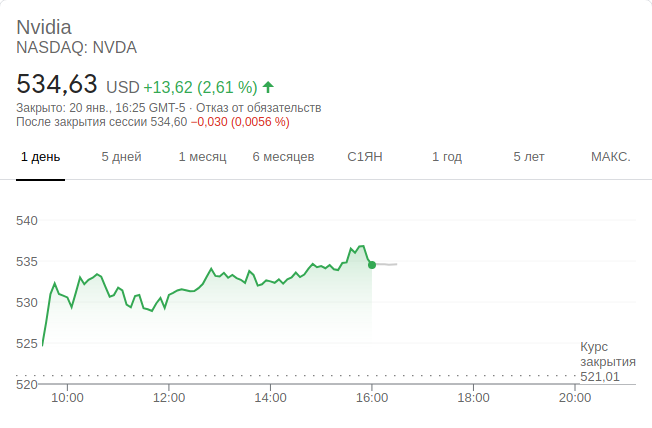 Nvidia
NASDAQ: NVDA
534,63 USD +13,62 (2,61 %)
Закрыто: 20 янв., 16:25 GMT-5 · Отказ от обязательств
После закрытия сессии 534,60 −0,030 (0,0056 %)
1 день 5 дней 1 месяц 6 месяцев С1ЯН 1 год 5 лет МАКС.
540
535
530
525
520
Курс
закрытия
521,01
10:00 12:00 14:00 16:00 18:00 20:00